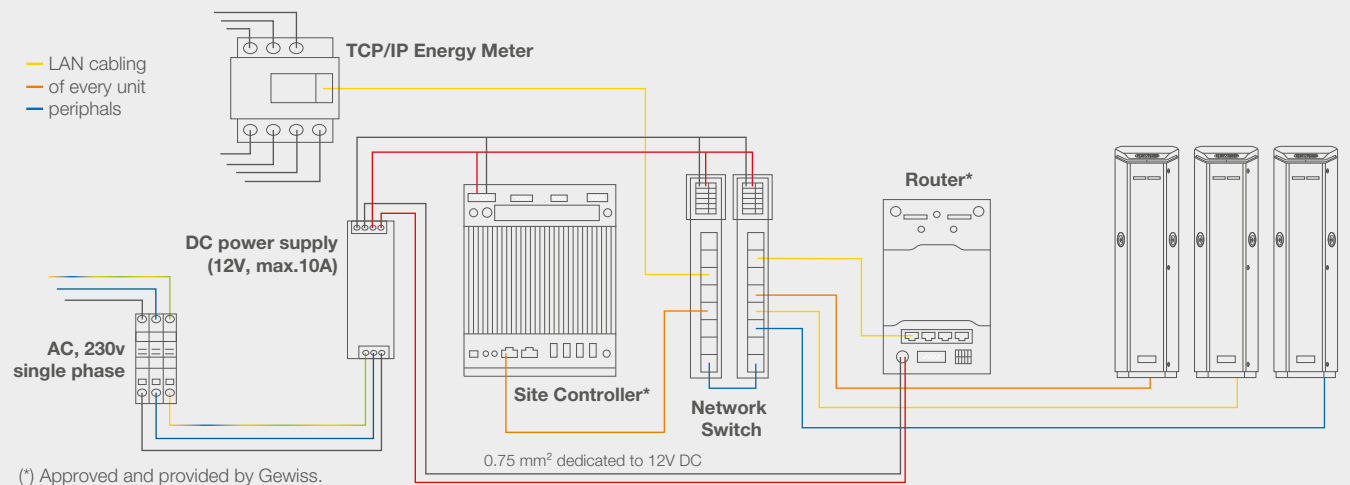 TCP/IP Energy Meter
LAN cabling
of every unit
periphals
Router*
DC power supply
(12V, max.10A)
AC, 230v
single phase
Site Controller*
Network
Switch
0.75 mm² dedicated to 12V DC
(*) Approved and provided by Gewiss.